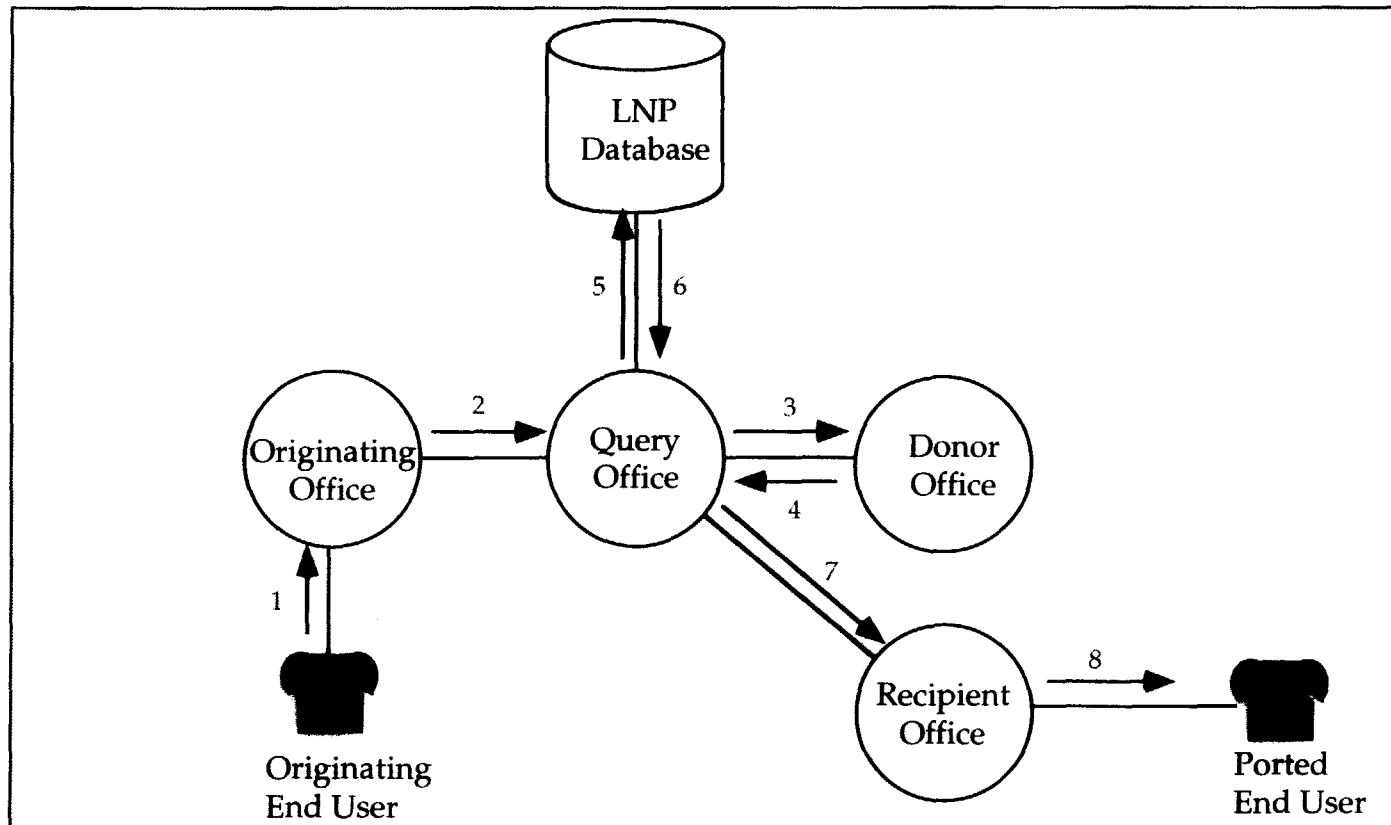 LNP
Database
5
6
2
3
Originating
Office
Query
Office
Donor
Office
4
1
7
8
Recipient
Office
Originating
End User
Ported
End User